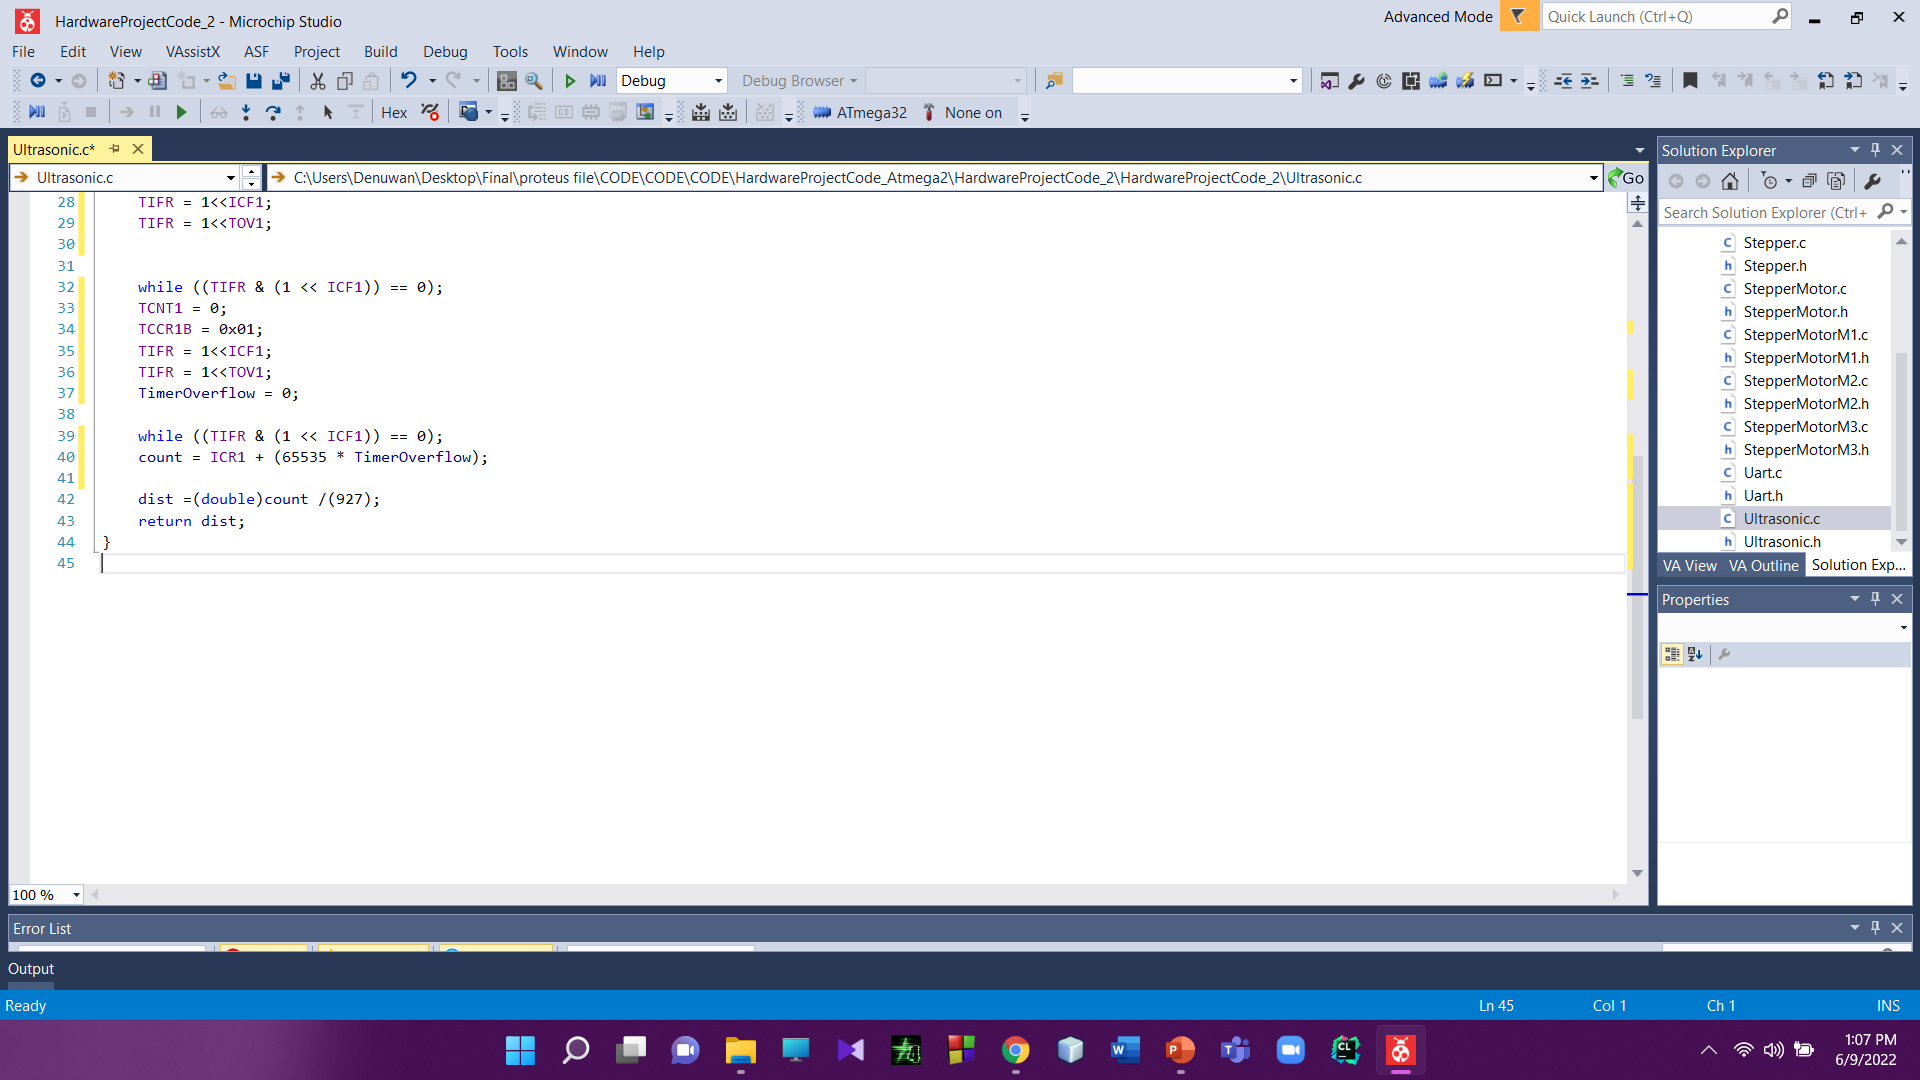 HardwareProjectCode_2 - Microchip Studio
Advanced Mode
Quick Launch (Ctrl+Q)
File Edit View VAssistX ASF Project Build Debug Tools Window Help
Debug
Debug Browser
Hex
ATmega32
None on
Ultrasonic.c*
Ultrasonic.c
C:\Users\Denuwan\Desktop\Final\proteus file\CODE\CODE\CODE\HardwareProjectCode_Atmega2\HardwareProjectCode_2\HardwareProjectCode_2\Ultrasonic.c
Go
28 TIFR = 1<<ICF1;
29 TIFR = 1<<TOV1;
30
31
32 while ((TIFR & (1 << ICF1)) == 0);
33 TCNT1 = 0;
34 TCCR1B = 0x01;
35 TIFR = 1<<ICF1;
36 TIFR = 1<<TOV1;
37 TimerOverflow = 0;
38
39 while ((TIFR & (1 << ICF1)) == 0);
40 count = ICR1 + (65535 * TimerOverflow);
41
42 dist =(double)count /(927);
43 return dist;
44 }
45
100 %
Solution Explorer
Search Solution Explorer (Ctrl+
Stepper.c
Stepper.h
StepperMotor.c
StepperMotor.h
StepperMotorM1.c
StepperMotorM1.h
StepperMotorM2.c
StepperMotorM2.h
StepperMotorM3.c
StepperMotorM3.h
Uart.c
Uart.h
Ultrasonic.c
Ultrasonic.h
VA View VA Outline Solution Exp...
Properties
Error List
Output
Ready
Ln 45 Col 1 Ch 1 INS
1:07 PM
6/9/2022